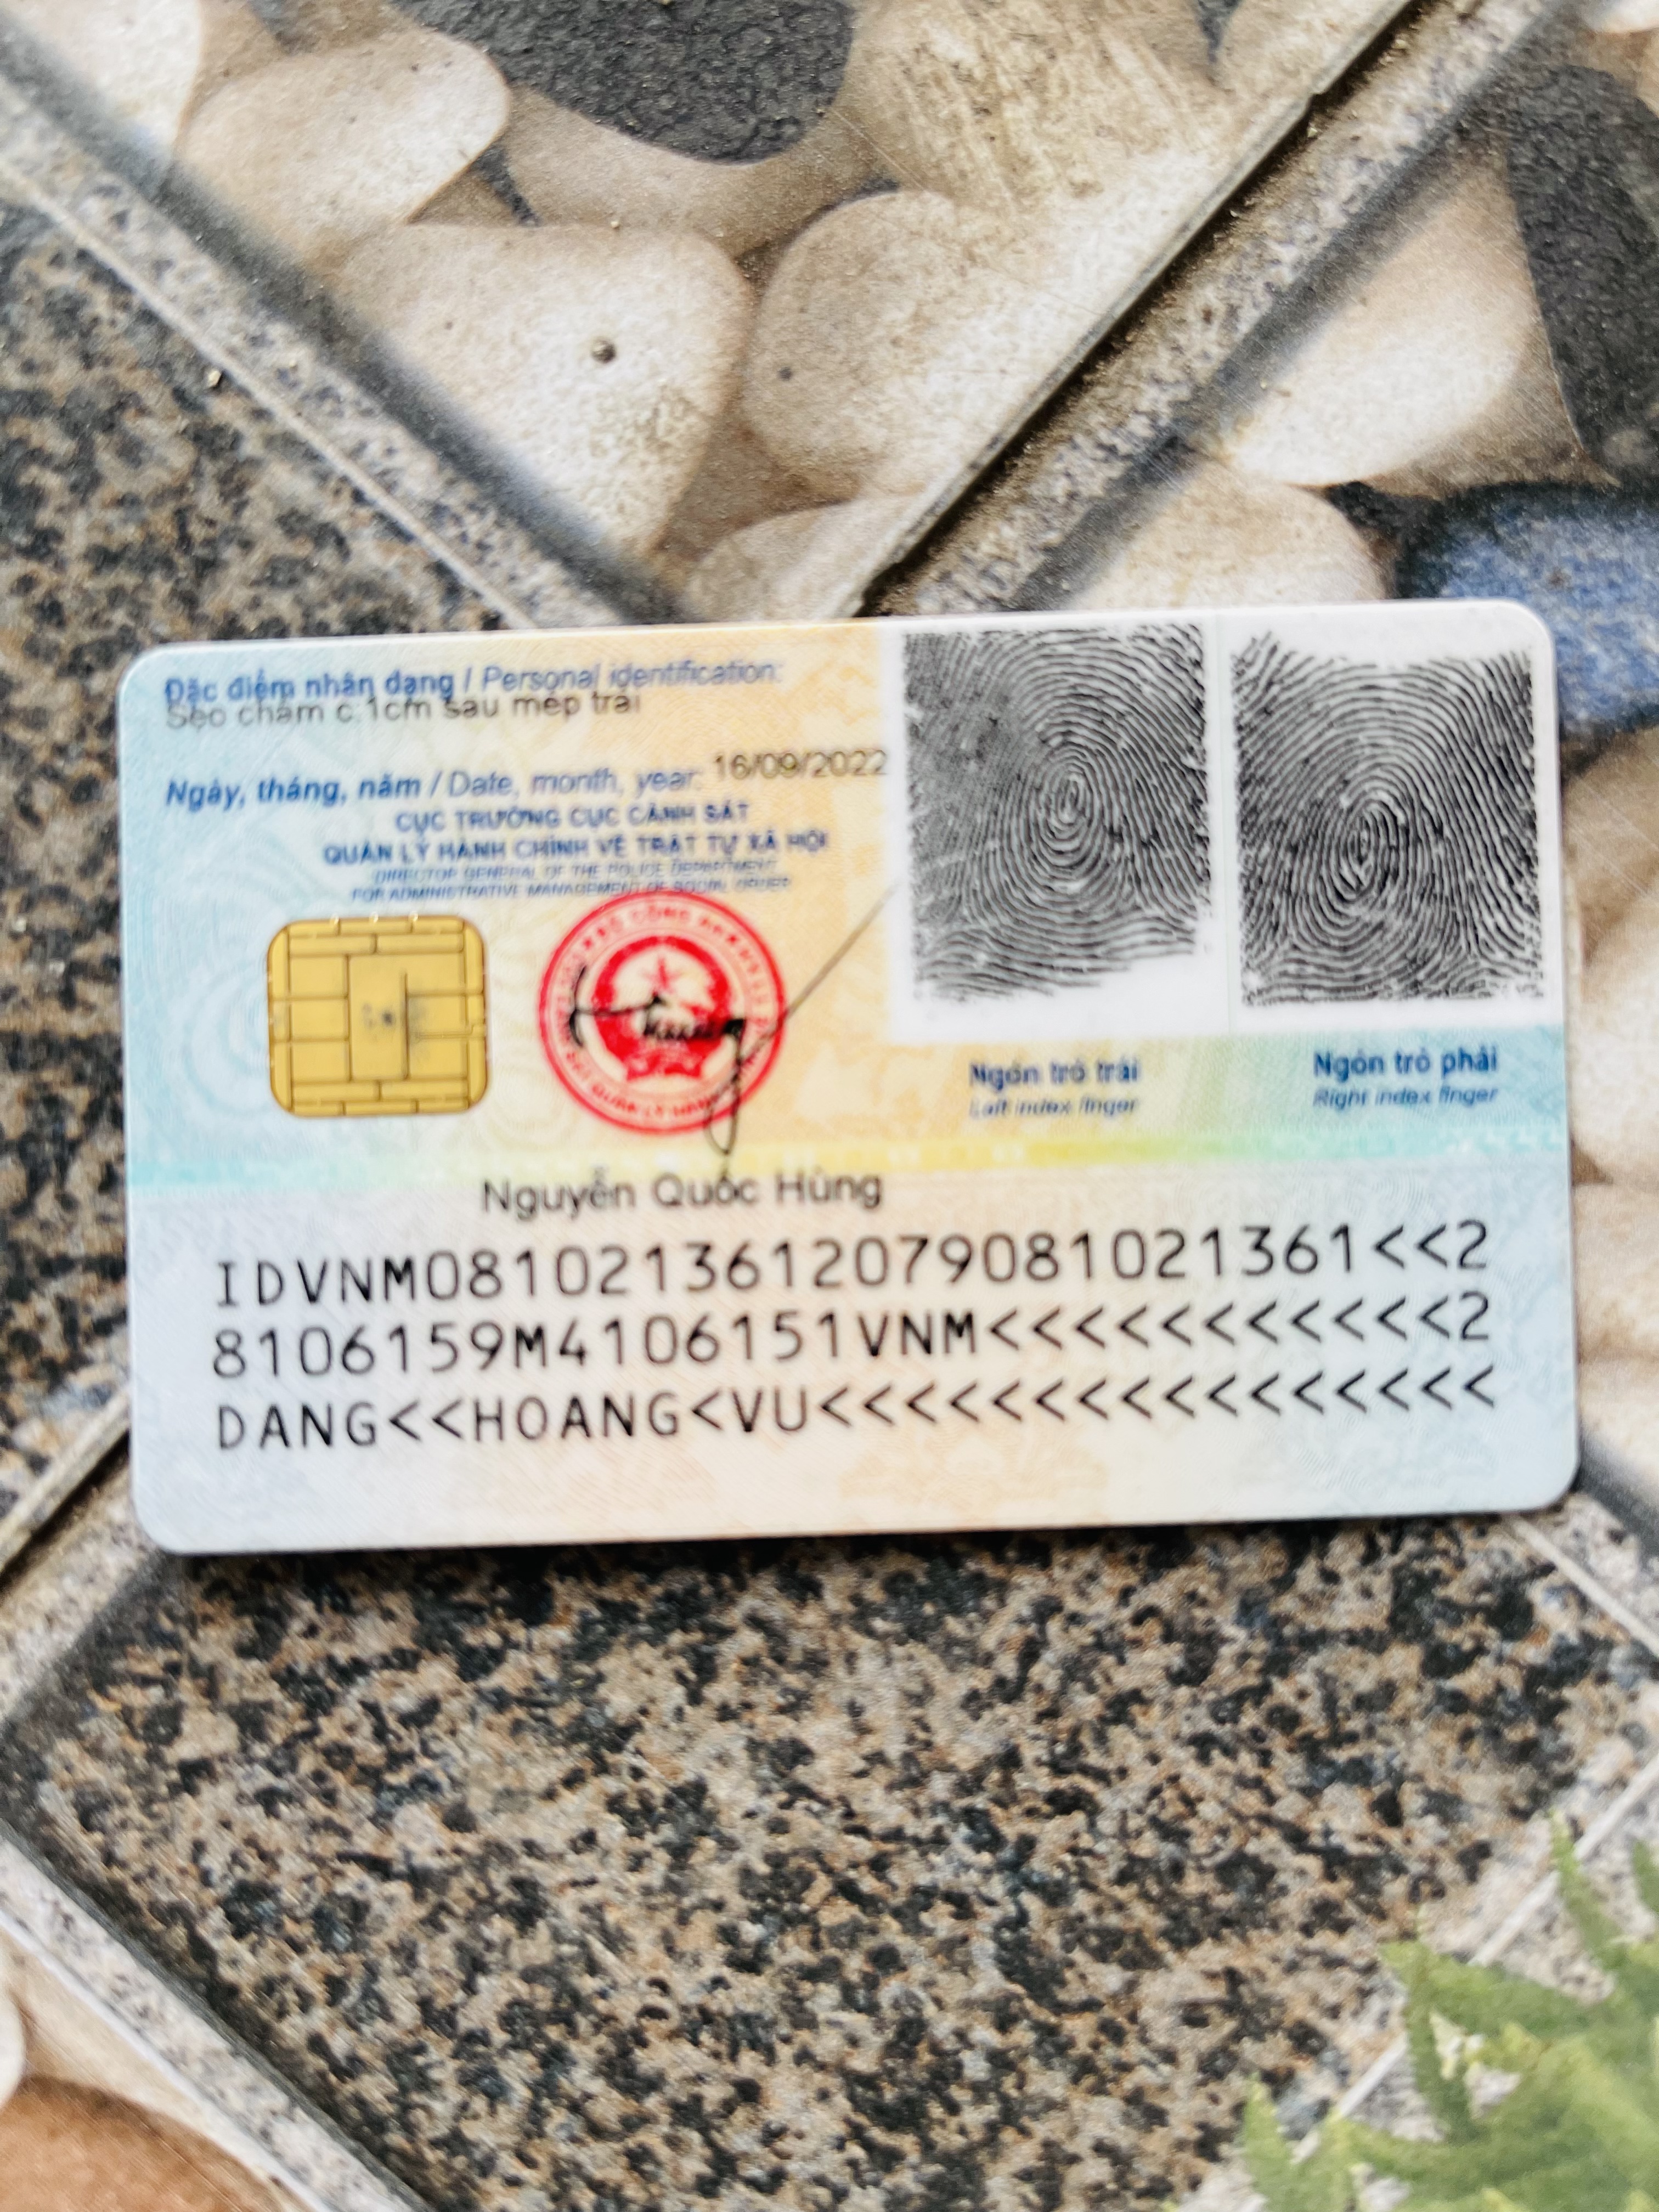 Đặc điểm nhân dạng / Personal identification:
Sẹo chấm c 1cm sau mép trái
Ngày, tháng, năm / Date, month, year: 16/09/2022
CỤC TRƯỞNG CỤC CẢNH SÁT
QUẢN LÝ HÀNH CHÍNH VỀ TRẬT TỰ XÃ HỘI
DIRECTOR GENERAL OF THE POLICE DEPARTMENT
FOR ADMINISTRATIVE MANAGEMENT OF SOCIAL ORDER
Ngón trỏ trái
Left index finger
Ngón trỏ phải
Right index finger
Nguyễn Quốc Hùng
IDVNM0810213612079081021361<<2
8106159M4106151VNM<<<<<<<<<<<2
DANG<<HOANG<VU<<<<<<<<<<<<<<<<